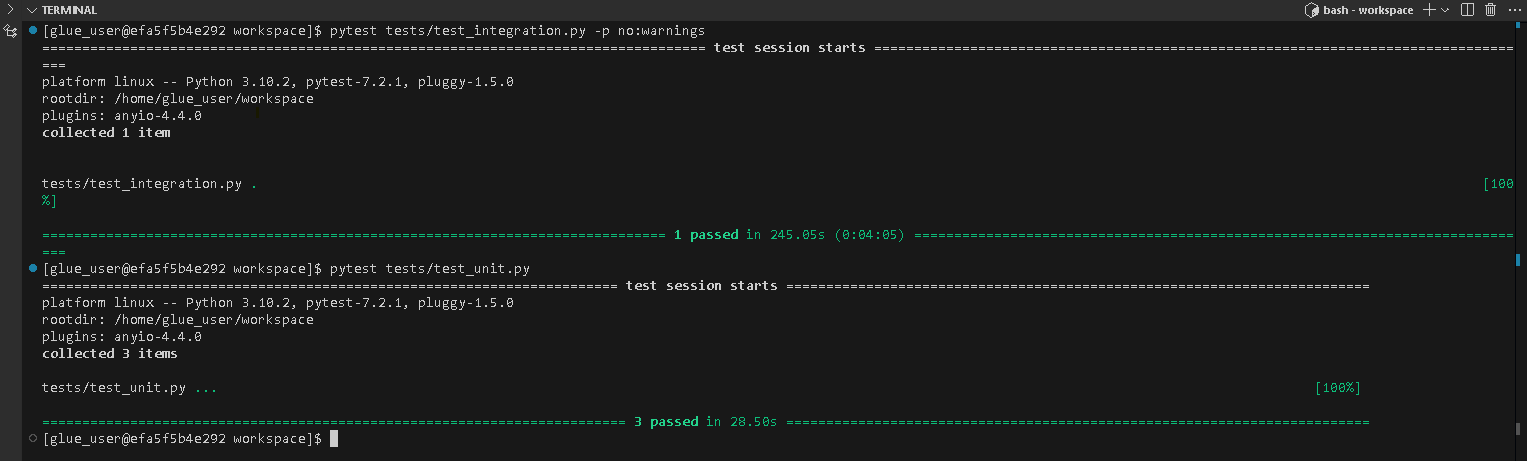 TERMINAL
bash - workspace
[glue_user@efa5f5b4e292 workspace]$ pytest tests/test_integration.py -p no:warnings
=================================================================================== test session starts ================================================================================
===
platform linux -- Python 3.10.2, pytest-7.2.1, pluggy-1.5.0
rootdir: /home/glue_user/workspace
plugins: anyio-4.4.0
collected 1 item
tests/test_integration.py .
[100
%]
============================================================================== 1 passed in 245.05s (0:04:05) ===========================================================================
===
[glue_user@efa5f5b4e292 workspace]$ pytest tests/test_unit.py
======================================================================== test session starts =========================================================================
platform linux -- Python 3.10.2, pytest-7.2.1, pluggy-1.5.0
rootdir: /home/glue_user/workspace
plugins: anyio-4.4.0
collected 3 items
tests/test_unit.py ...
[100%]
========================================================================= 3 passed in 28.50s =========================================================================
[glue_user@efa5f5b4e292 workspace]$